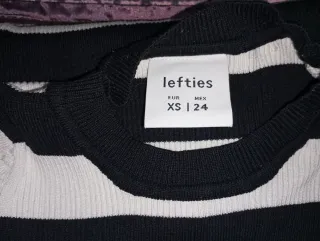 lefties
EUR MEX
XS | 24